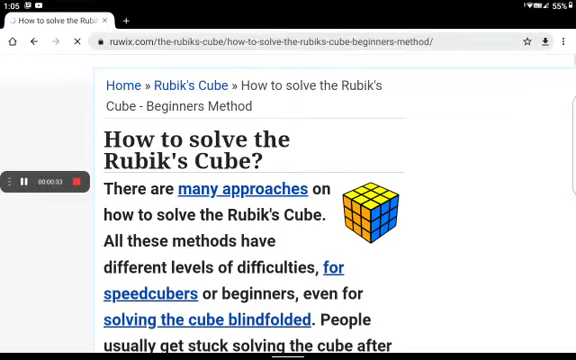 1:05
55%
How to solve the Rubik's
ruwix.com/the-rubiks-cube/how-to-solve-the-rubiks-cube-beginners-method/
Home » Rubik's Cube » How to solve the Rubik's
Cube - Beginners Method
How to solve the
Rubik's Cube?
There are many approaches on
how to solve the Rubik's Cube.
All these methods have
different levels of difficulties, for
speedcubers or beginners, even for
solving the cube blindfolded. People
usually get stuck solving the cube after
00:00:33